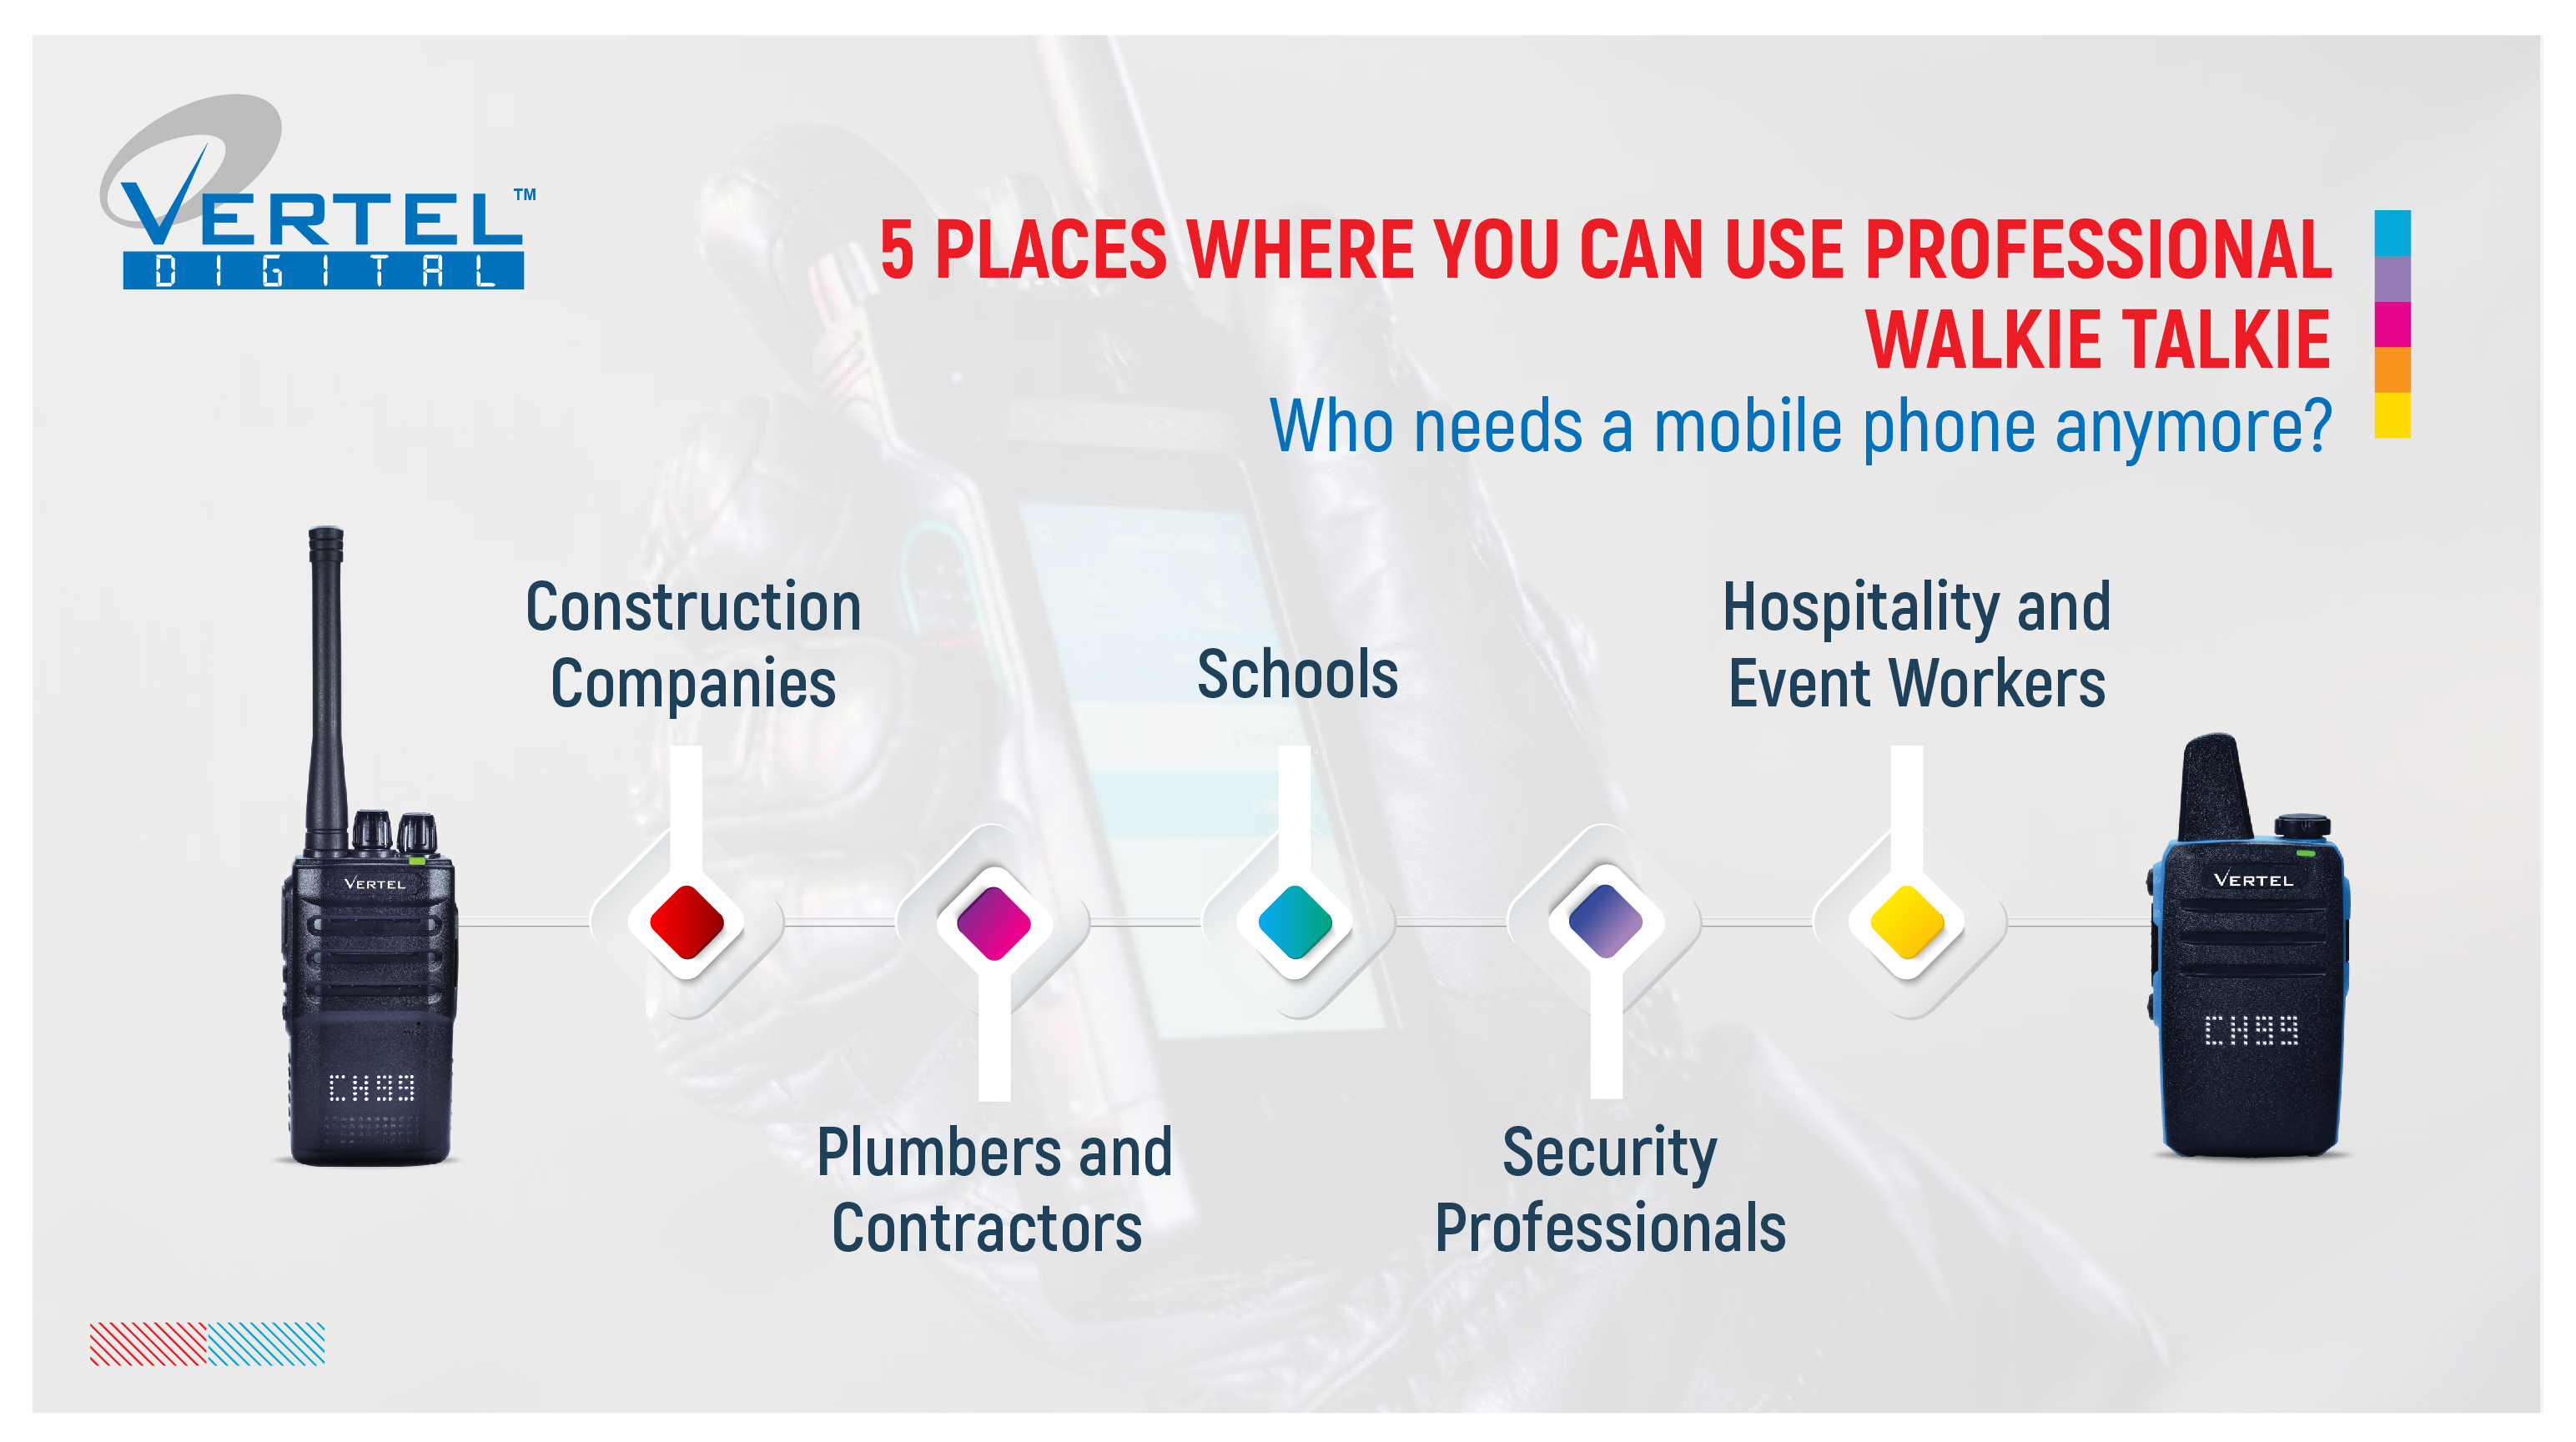 VERTEL™
DIGITAL
5 PLACES WHERE YOU CAN USE PROFESSIONAL
WALKIE TALKIE
Who needs a mobile phone anymore?
Construction
Companies
Schools
Hospitality and
Event Workers
VERTEL
CH99
VERTEL
CH99
Plumbers and
Contractors
Security
Professionals